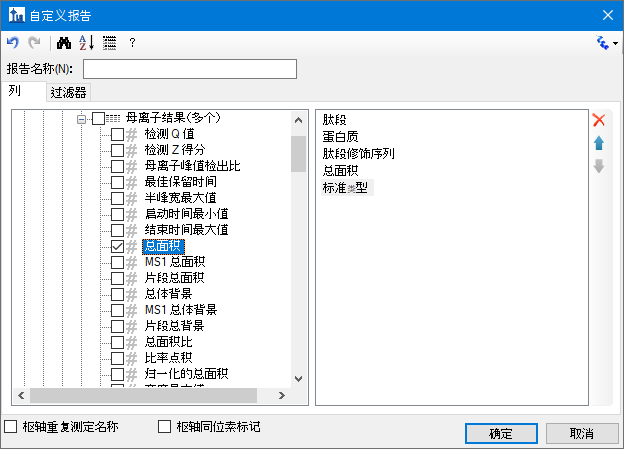 自定义报告
?
报告名称(N):
列
过滤器
母离子结果(多个)
检测 Q 值
检测 Z 得分
母离子峰值检出比
最佳保留时间
半峰宽最大值
启动时间最小值
结束时间最大值
总面积
MS1 总面积
片段总面积
总体背景
MS1 总体背景
片段总背景
总面积比
比率点积
归一化的总面积
肽段
蛋白质
肽段修饰序列
总面积
标准类型
枢轴重复测定名称
枢轴同位素标记
确定
取消